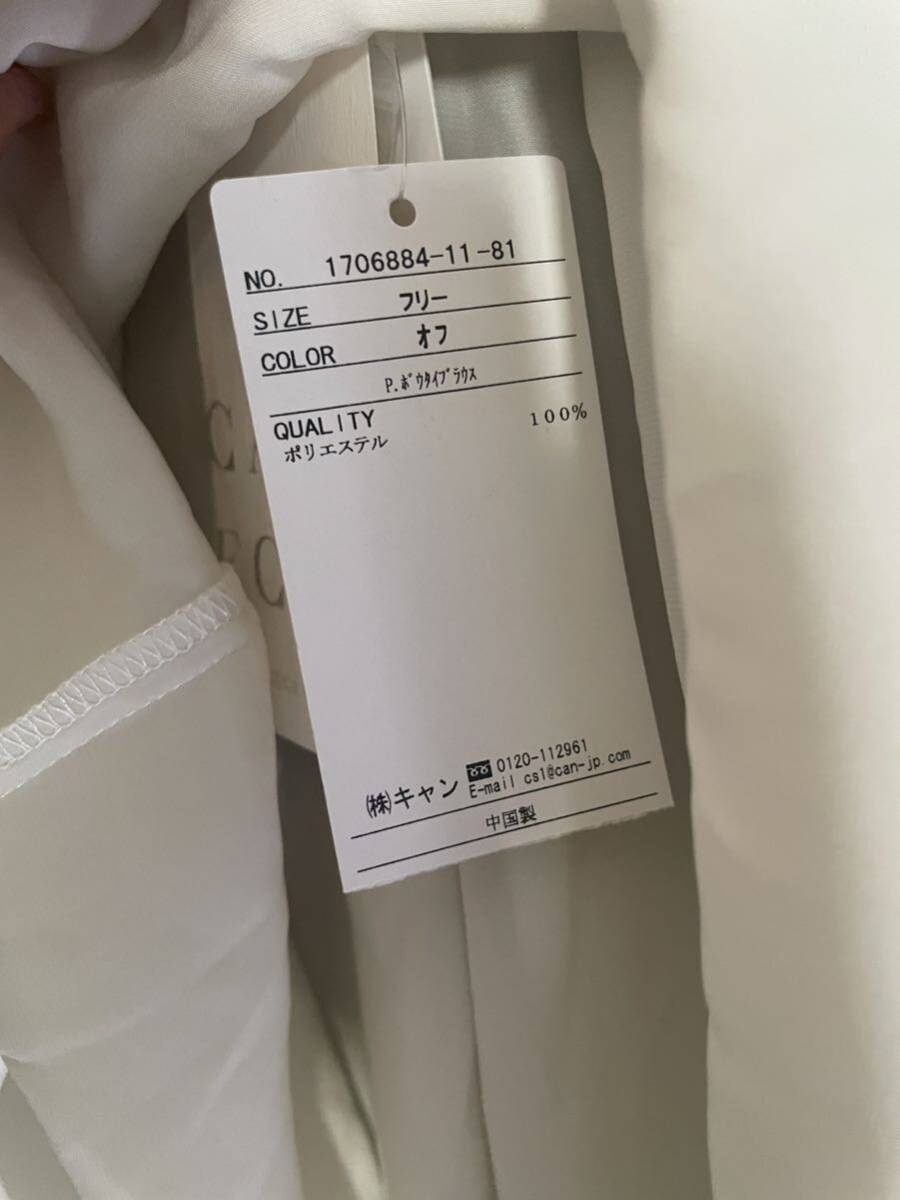 NO. 1706884-11-81
SIZE フリー
COLOR オフ
P.ﾎﾞｳﾀｲﾌﾞﾗｳｽ
QUALITY
ポリエステル 100%
㈱キャン 0120-112961
E-mail cs1@can-jp.com
中国製